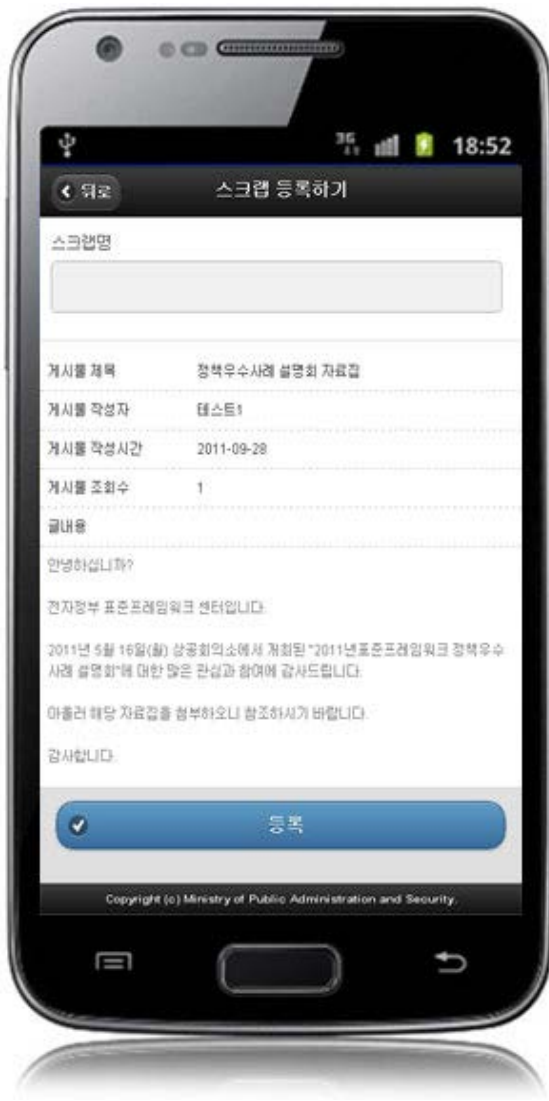 3G
18:52
뒤로
스크랩 등록하기
스크랩명
게시물 제목 정책우수사례 설명회 자료집
게시물 작성자 테스트1
게시물 작성시간 2011-09-28
게시물 조회수 1
글내용
안녕하십니까?
전자정부 표준프레임워크 센터입니다.
2011년 5월 16일(월) 상공회의소에서 개최된 "2011년표준프레임워크 정책우수
사례 설명회"에 대한 많은 관심과 참여에 감사드립니다.
아울러 해당 자료집을 첨부하오니 참조하시기 바랍니다.
감사합니다.
등록
Copyright (c) Ministry of Public Administration and Security.